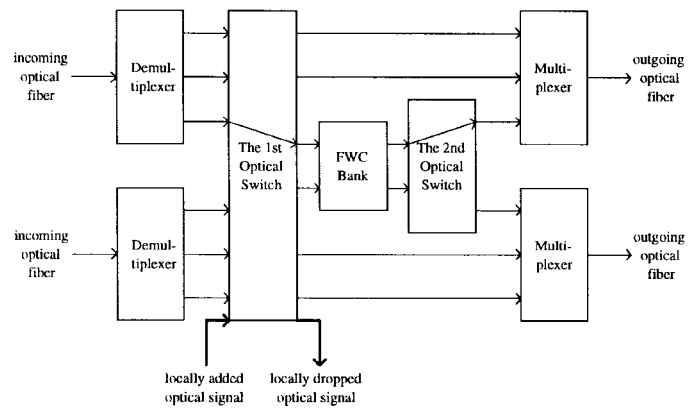 incoming
optical
fiber
Demul-
tiplexer
The 1st
Optical
Switch
FWC
Bank
The 2nd
Optical
Switch
Multi-
plexer
outgoing
optical
fiber
incoming
optical
fiber
Demul-
tiplexer
Multi-
plexer
outgoing
optical
fiber
locally added
optical signal
locally dropped
optical signal